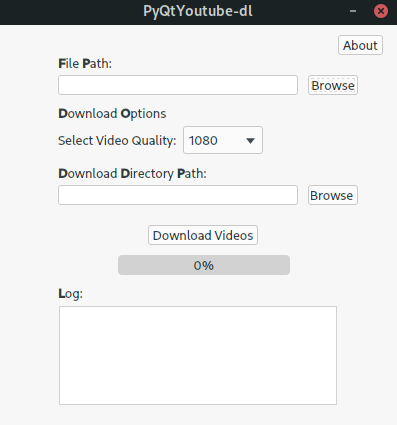 PyQtYoutube-dl
About
File Path:
Browse
Download Options
Select Video Quality: 1080
Download Directory Path:
Browse
Download Videos
0%
Log: